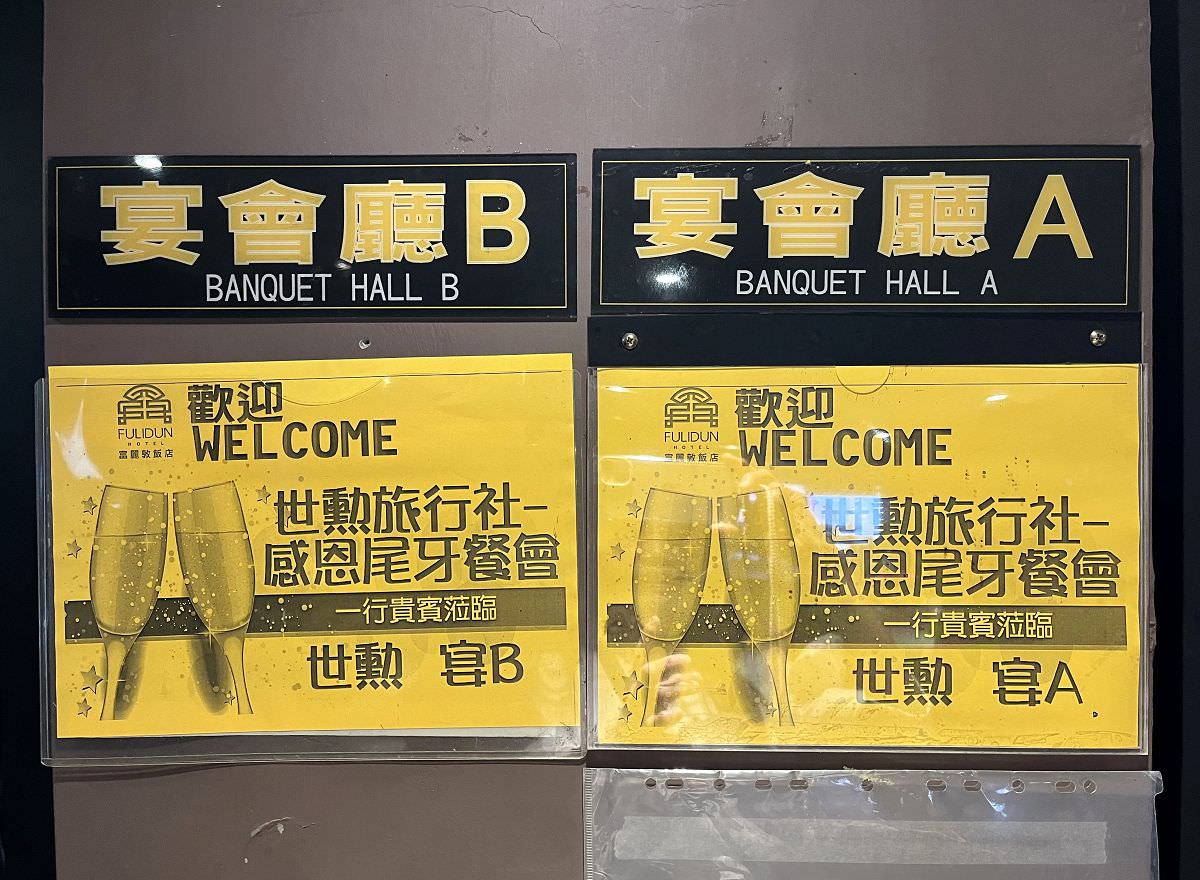 宴會廳B
BANQUET HALL B
FULIDUN
HOTEL
富麗敦飯店
歡迎
WELCOME
世勳旅行社-
感恩尾牙餐會
一行貴賓蒞臨
世勳 宴B
宴會廳A
BANQUET HALL A
FULIDUN
HOTEL
富麗敦飯店
歡迎
WELCOME
世勳旅行社-
感恩尾牙餐會
一行貴賓蒞臨
世勳 宴A